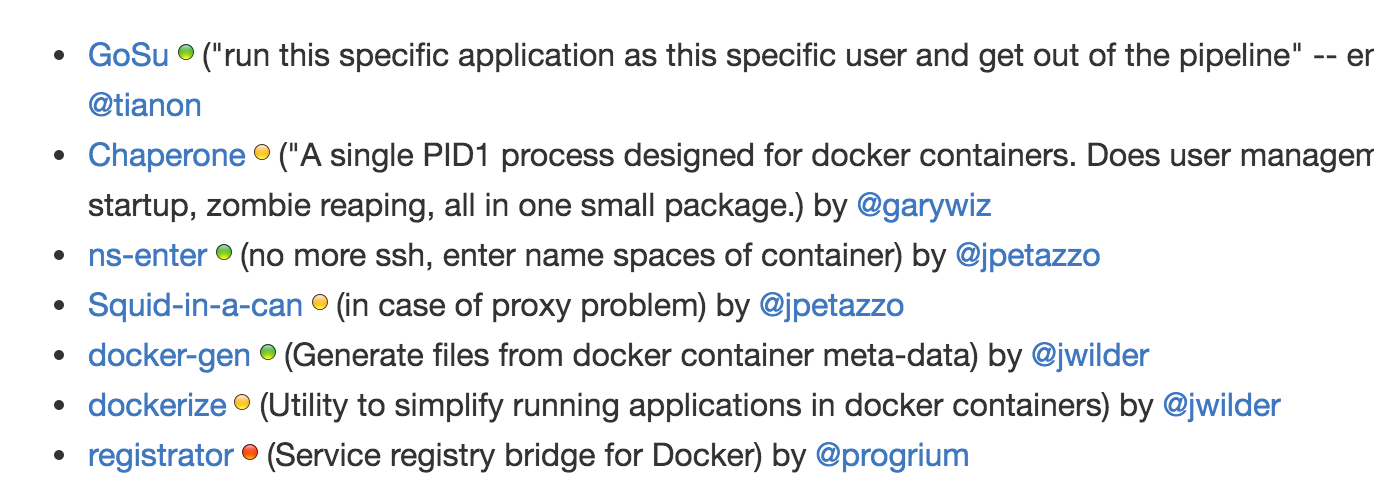 GoSu ("run this specific application as this specific user and get out of the pipeline" -- 
@tianon
Chaperone ("A single PID1 process designed for docker containers. Does user
startup, zombie reaping, all in one small package.) by @garywiz
ns-enter (no more ssh, enter name spaces of container) by @jpetazzo
Squid-in-a-can (in case of proxy problem) by @jpetazzo
docker-gen (Generate files from docker container meta-data) by @jwilder
dockerize (Utility to simplify running applications in docker containers) by @jwilder
registrator (Service registry bridge for Docker) by @progrium